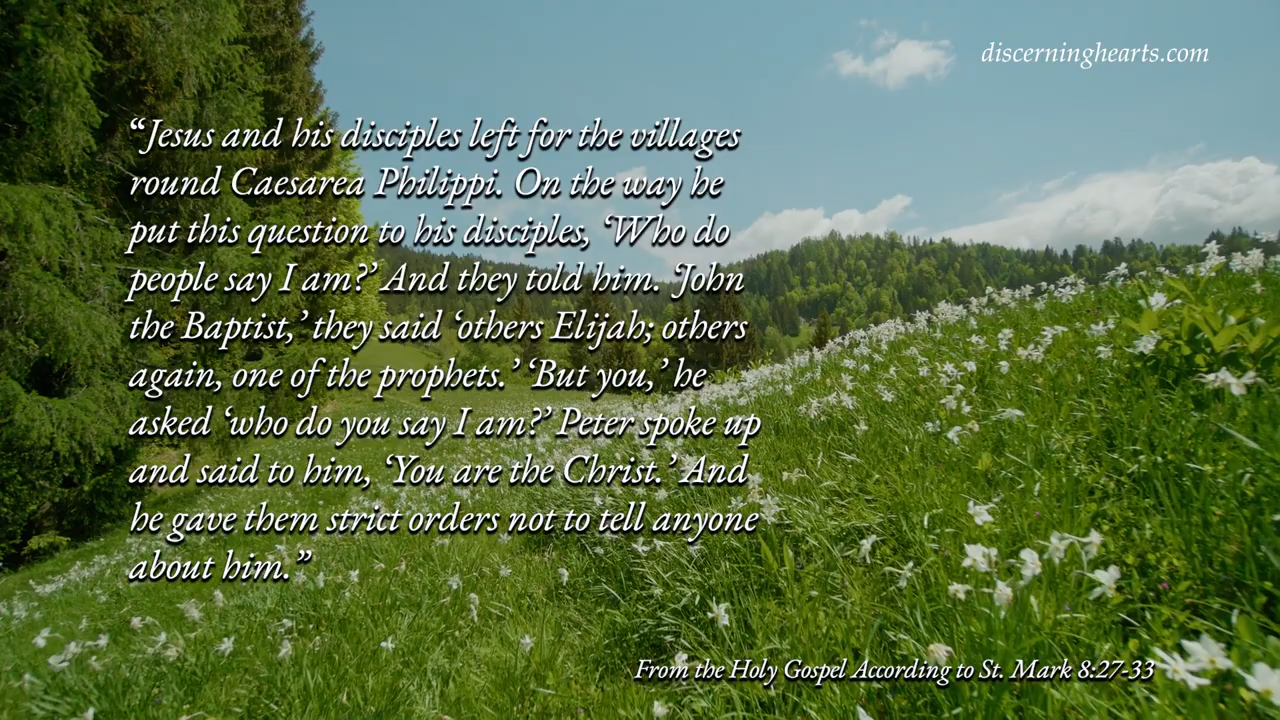 discerninghearts.com
“Jesus and his disciples left for the villages
round Caesarea Philippi. On the way he
put this question to his disciples, ‘Who do
people say I am?’ And they told him. ‘John
the Baptist,’ they said ‘others Elijah; others
again, one of the prophets.’ ‘But you,’ he
asked ‘who do you say I am?’ Peter spoke up
and said to him, ‘You are the Christ.’ And
he gave them strict orders not to tell anyone
about him.”
From the Holy Gospel According to St. Mark 8:27-33